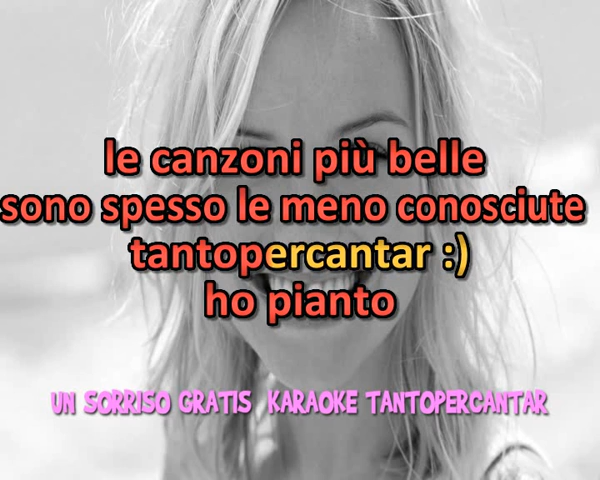 le canzoni più belle
sono spesso le meno conosciute
tantopercantar :)
ho pianto
UN SORRISO GRATIS KARAOKE TANTOPERCANTAR